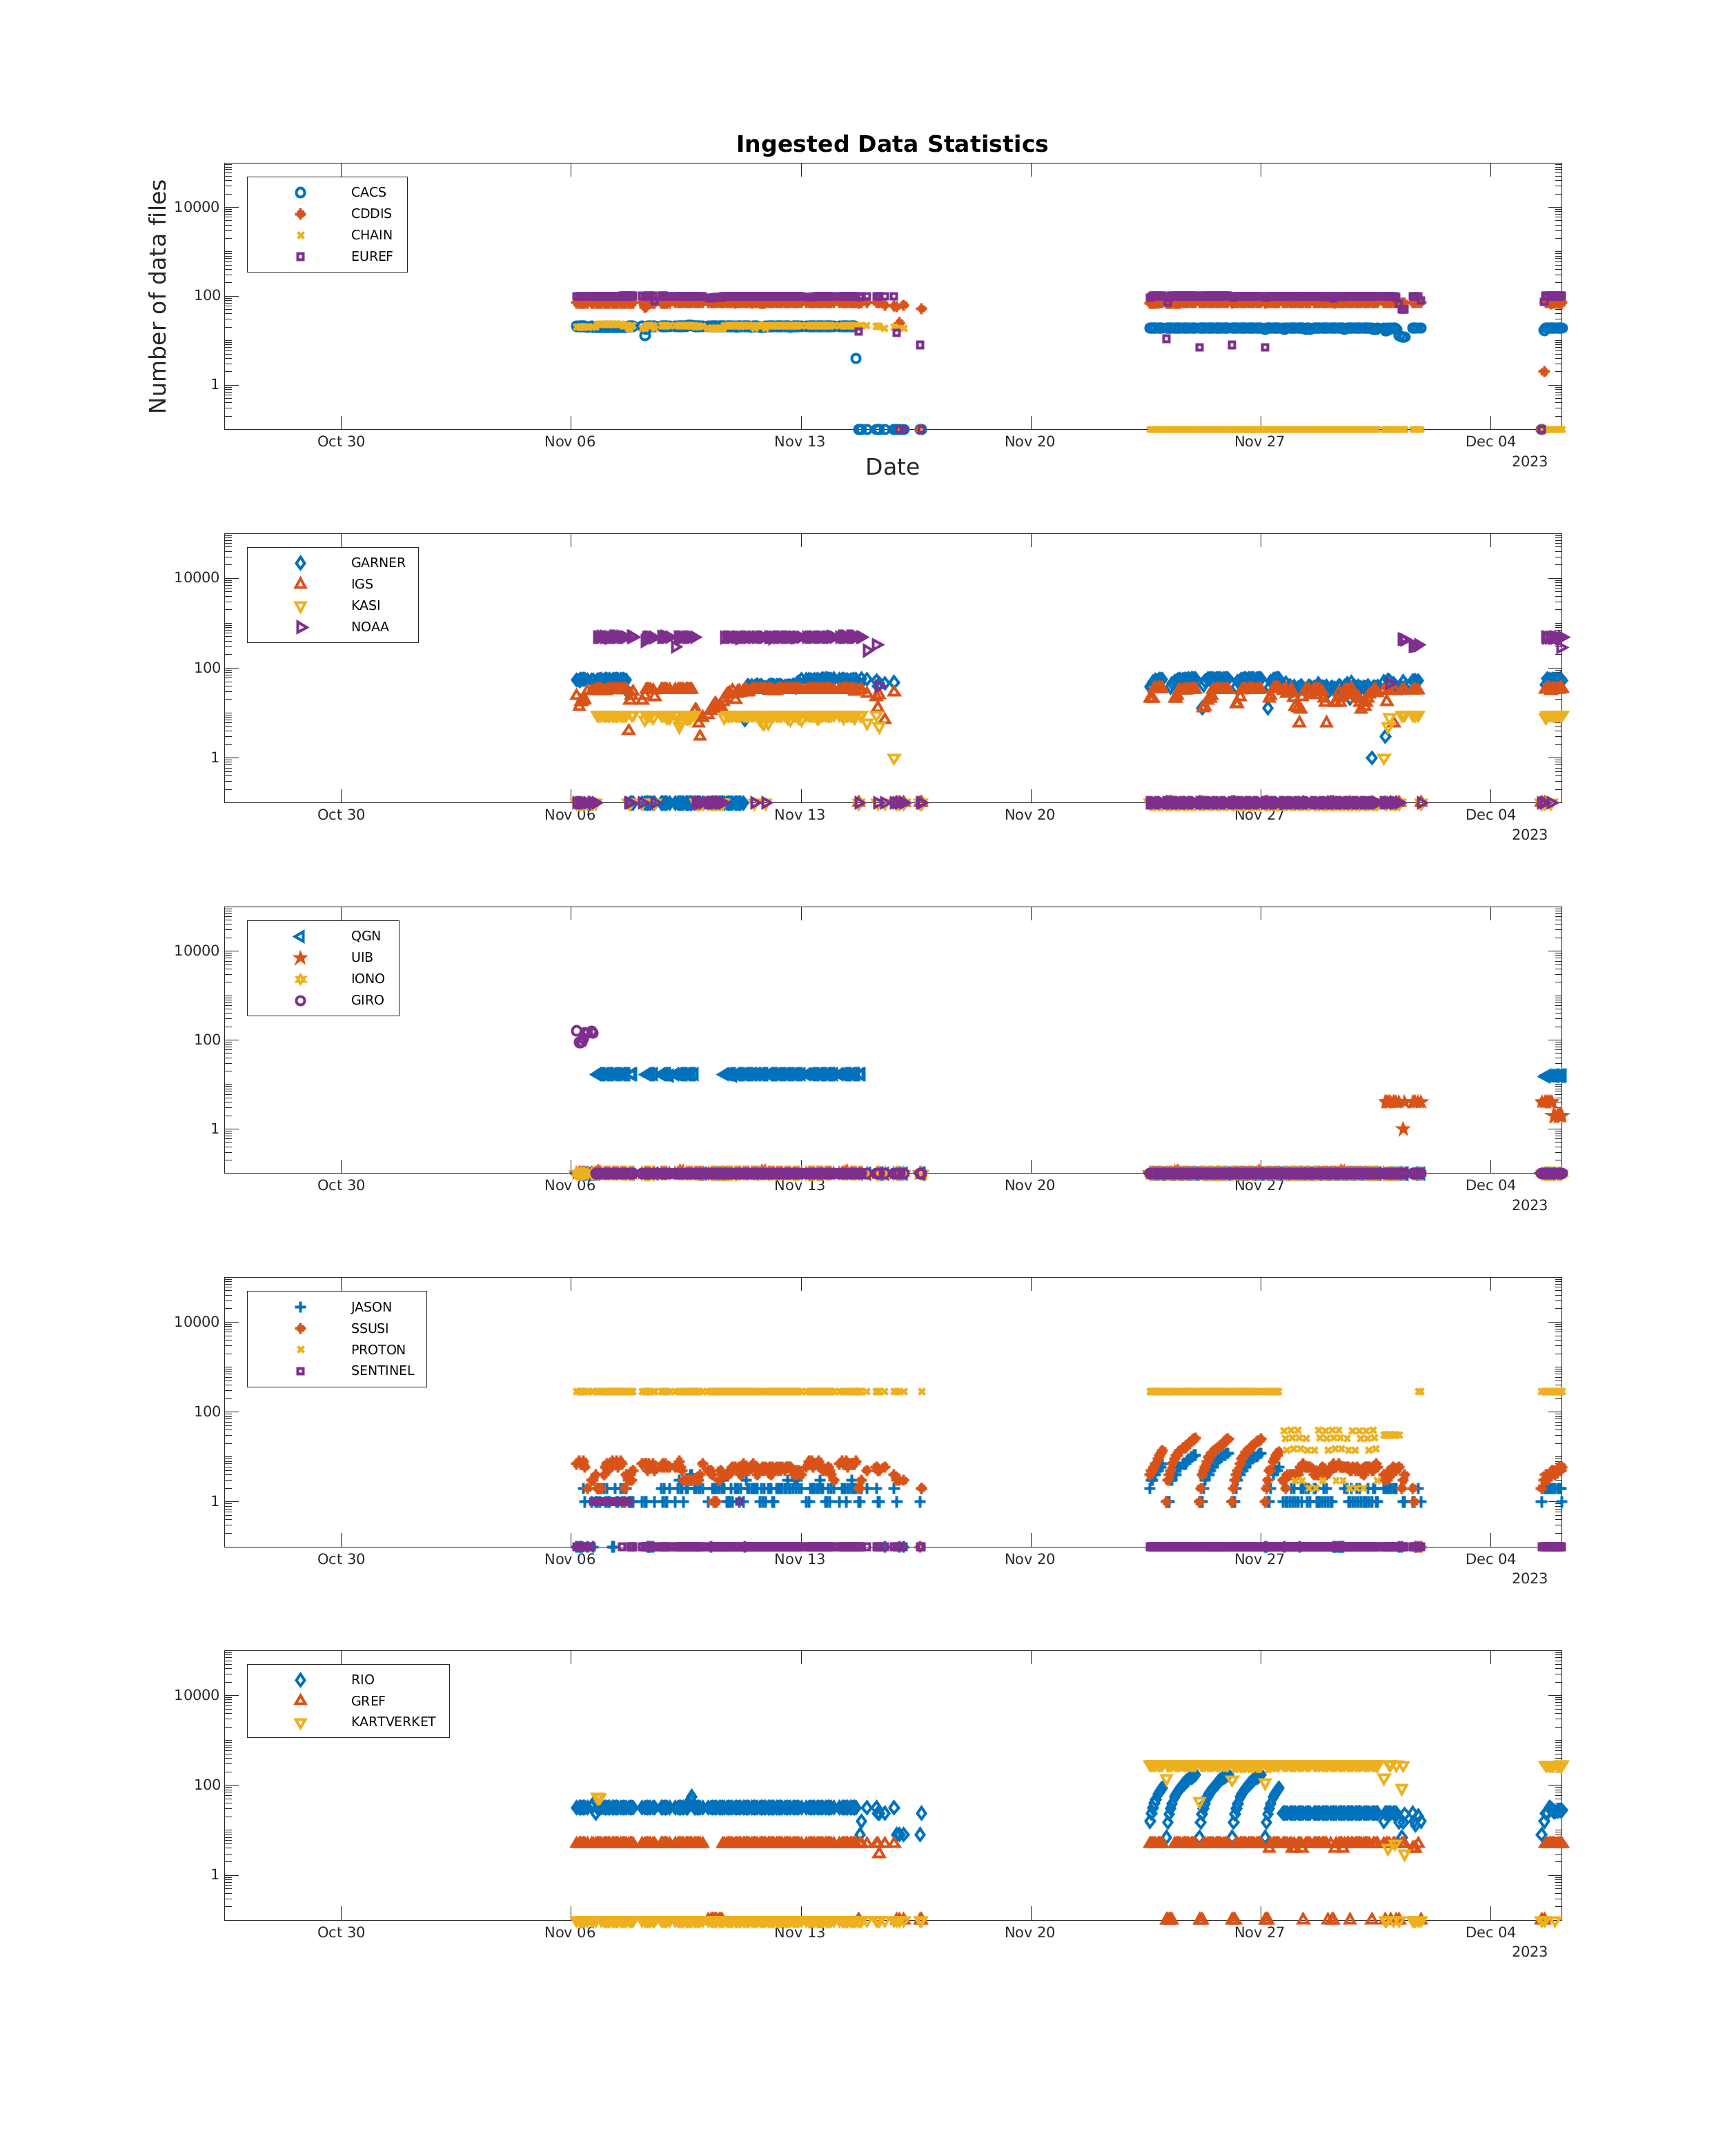 Ingested Data Statistics
Number of data files
10000
100
1
CACS
CDDIS
CHAIN
EUREF
Oct 30 Nov 06 Nov 13 Nov 20 Nov 27 Dec 04
2023
Date
10000
100
1
GARNER
IGS
KASI
NOAA
Oct 30 Nov 06 Nov 13 Nov 20 Nov 27 Dec 04
2023
10000
100
1
QGN
UIB
IONO
GIRO
Oct 30 Nov 06 Nov 13 Nov 20 Nov 27 Dec 04
2023
10000
100
1
JASON
SSUSI
PROTON
SENTINEL
Oct 30 Nov 06 Nov 13 Nov 20 Nov 27 Dec 04
2023
10000
100
1
RIO
GREF
KARTVERKET
Oct 30 Nov 06 Nov 13 Nov 20 Nov 27 Dec 04
2023